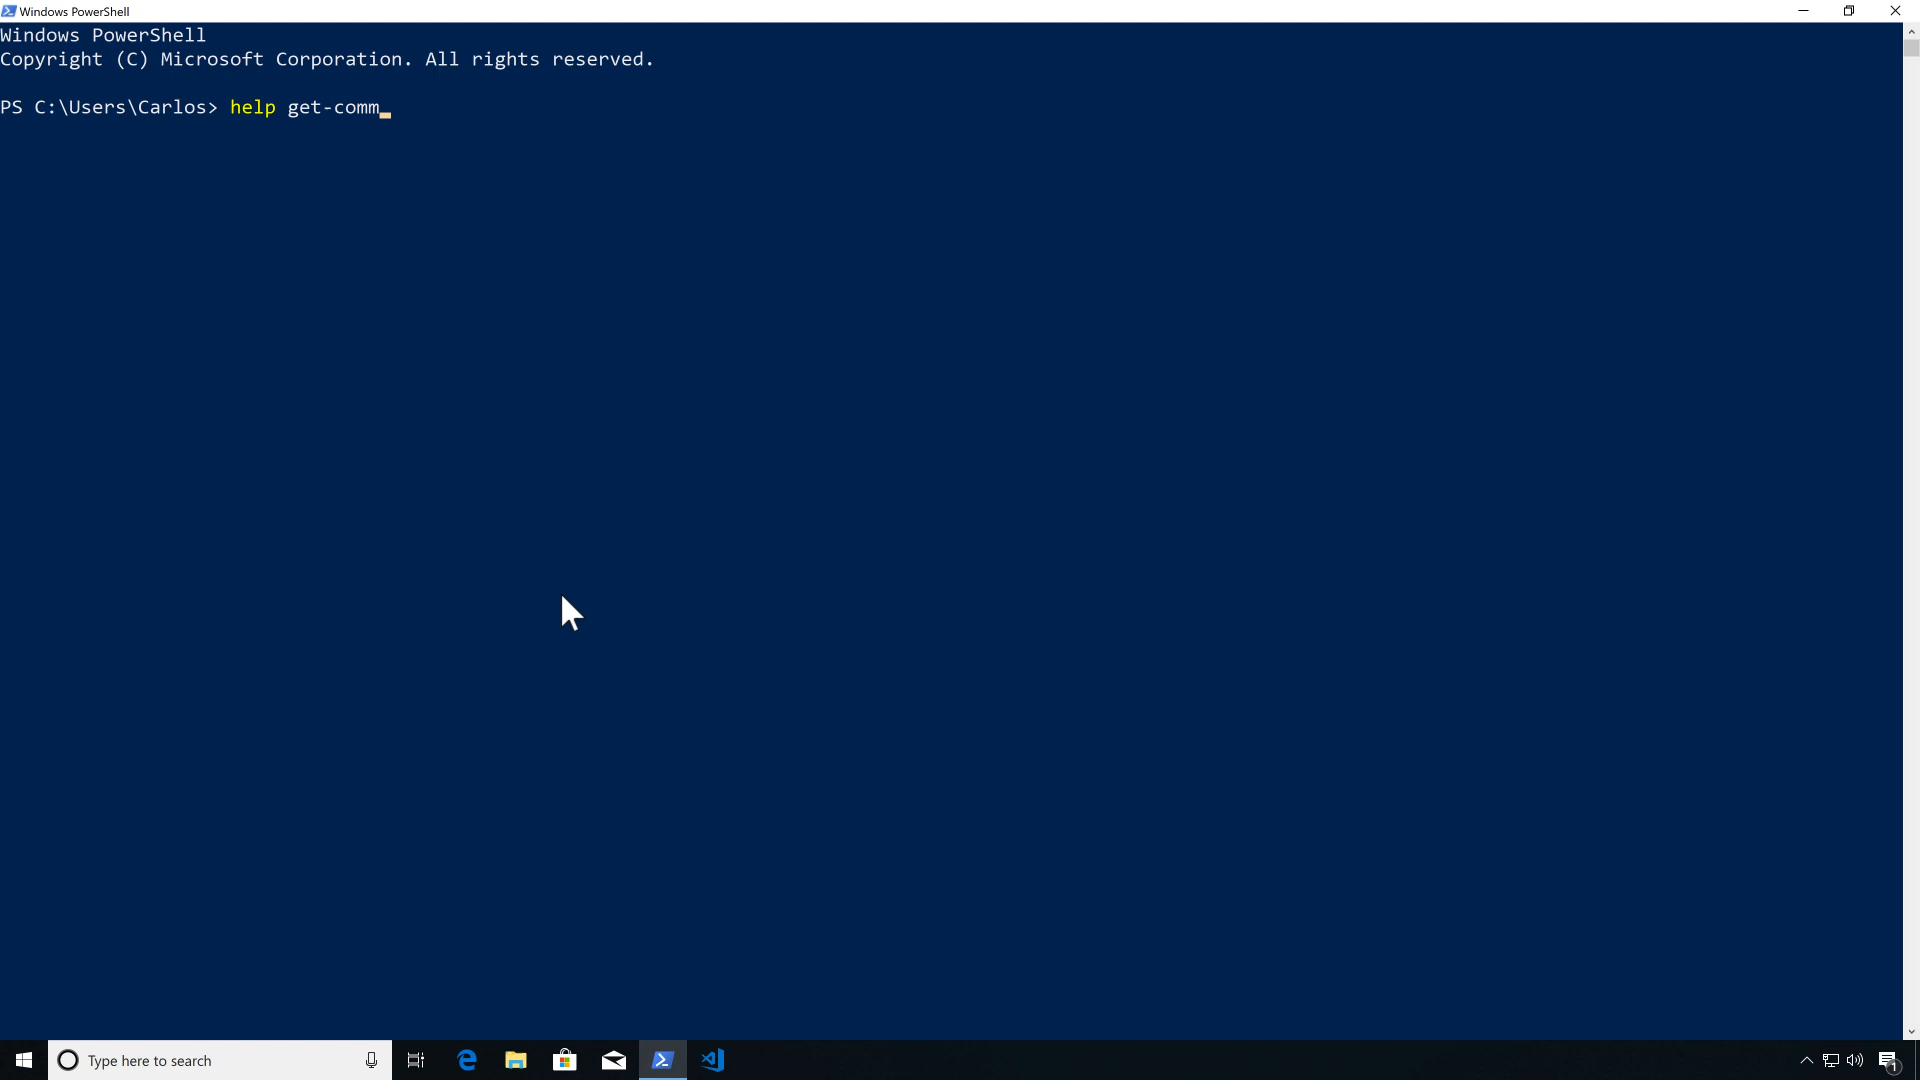 Windows PowerShell
Windows PowerShell
Copyright (C) Microsoft Corporation. All rights reserved.
PS C:\Users\Carlos> help get-comm
Type here to search
1